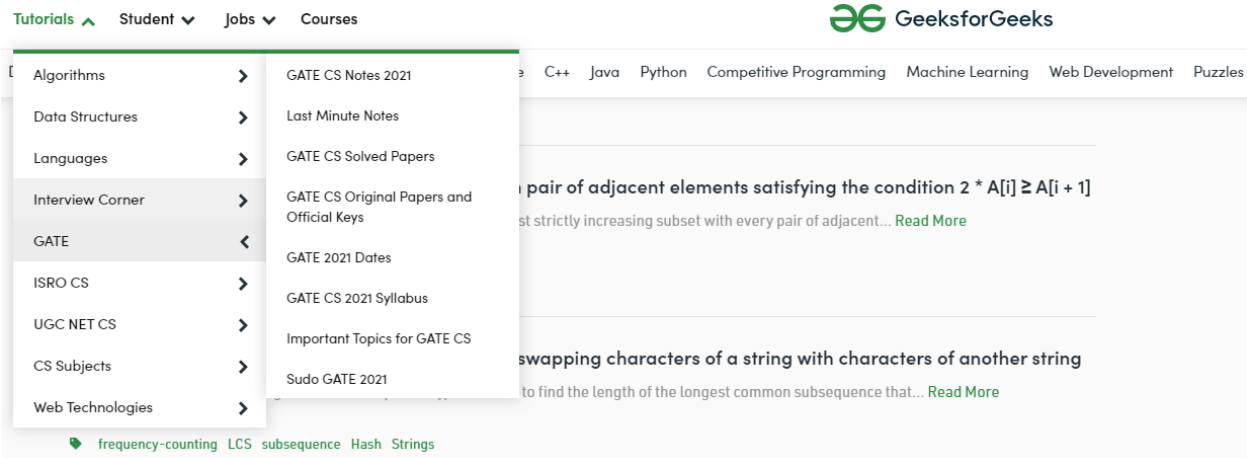 Tutorials Student Jobs Courses
GeeksforGeeks
C++ Java Python Competitive Programming Machine Learning Web Development Puzzles
Algorithms
Data Structures
Languages
Interview Corner
GATE
ISRO CS
UGC NET CS
CS Subjects
Web Technologies
GATE CS Notes 2021
Last Minute Notes
GATE CS Solved Papers
GATE CS Original Papers and
Official Keys
GATE 2021 Dates
GATE CS 2021 Syllabus
Important Topics for GATE CS
Sudo GATE 2021
pair of adjacent elements satisfying the condition 2 * A[i] ≥ A[i + 1]
strictly increasing subset with every pair of adjacent... Read More
swapping characters of a string with characters of another string
to find the length of the longest common subsequence that... Read More
frequency-counting LCS subsequence Hash Strings